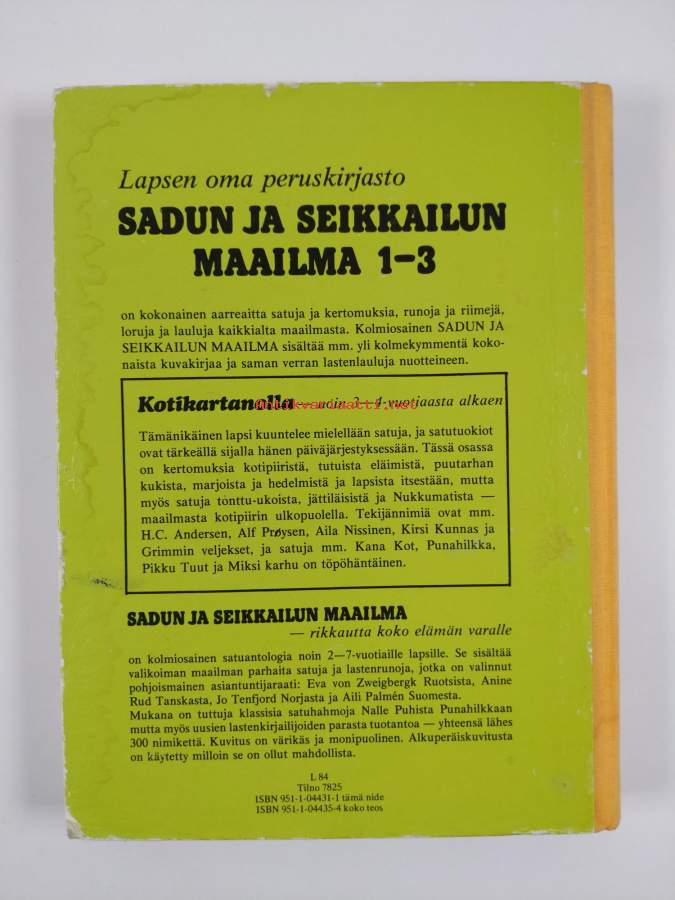 Lapsen oma peruskirjasto
SADUN JA SEIKKAILUN
MAAILMA 1–3
on kokonainen aarreaitta satuja ja kertomuksia, runoja ja riimejä,
loruja ja lauluja kaikkialta maailmasta. Kolmiosainen SADUN JA
SEIKKAILUN MAAILMA sisältää mm. yli kolmekymmentä koko-
naista kuvakirjaa ja saman verran lastenlauluja nuotteineen.
Kotikartanolla — noin 3—4-vuotiaasta alkaen
Antikvariaatti.net
Tämänikäinen lapsi kuuntelee mielellään satuja, ja satutuokiot
ovat tärkeällä sijalla hänen päiväjärjestyksessään. Tässä osassa
on kertomuksia kotipiiristä, tutuista eläimistä, puutarhan
kukista, marjoista ja hedelmistä ja lapsista itsestään, mutta
myös satuja tonttu-ukoista, jättiläisistä ja Nukkumatista —
maailmasta kotipiirin ulkopuolella. Tekijännimiä ovat mm.
H.C. Andersen, Alf Prøysen, Aila Nissinen, Kirsi Kunnas ja
Grimmin veljekset, ja satuja mm. Kana Kot, Punahilkka,
Pikku Tuut ja Miksi karhu on töpöhäntäinen.
SADUN JA SEIKKAILUN MAAILMA
— rikkautta koko elämän varalle
on kolmiosainen satuantologia noin 2—7-vuotiaille lapsille. Se sisältää
valikoiman maailman parhaita satuja ja lastenrunoja, jotka on valinnut
pohjoismainen asiantuntijaraati: Eva von Zweigbergk Ruotsista, Anine
Rud Tanskasta, Jo Tenfjord Norjasta ja Aili Palmén Suomesta.
Mukana on tuttuja klassisia satuhahmoja Nalle Puhista Punahilkkaan
mutta myös uusien lastenkirjailijoiden parasta tuotantoa — yhteensä lähes
300 nimikettä. Kuvitus on värikäs ja monipuolinen. Alkuperäiskuvitusta
on käytetty milloin se on ollut mahdollista.
L 84
Tilno 7825
ISBN 951-1-04431-1 tämä nide
ISBN 951-1-04435-4 koko teos